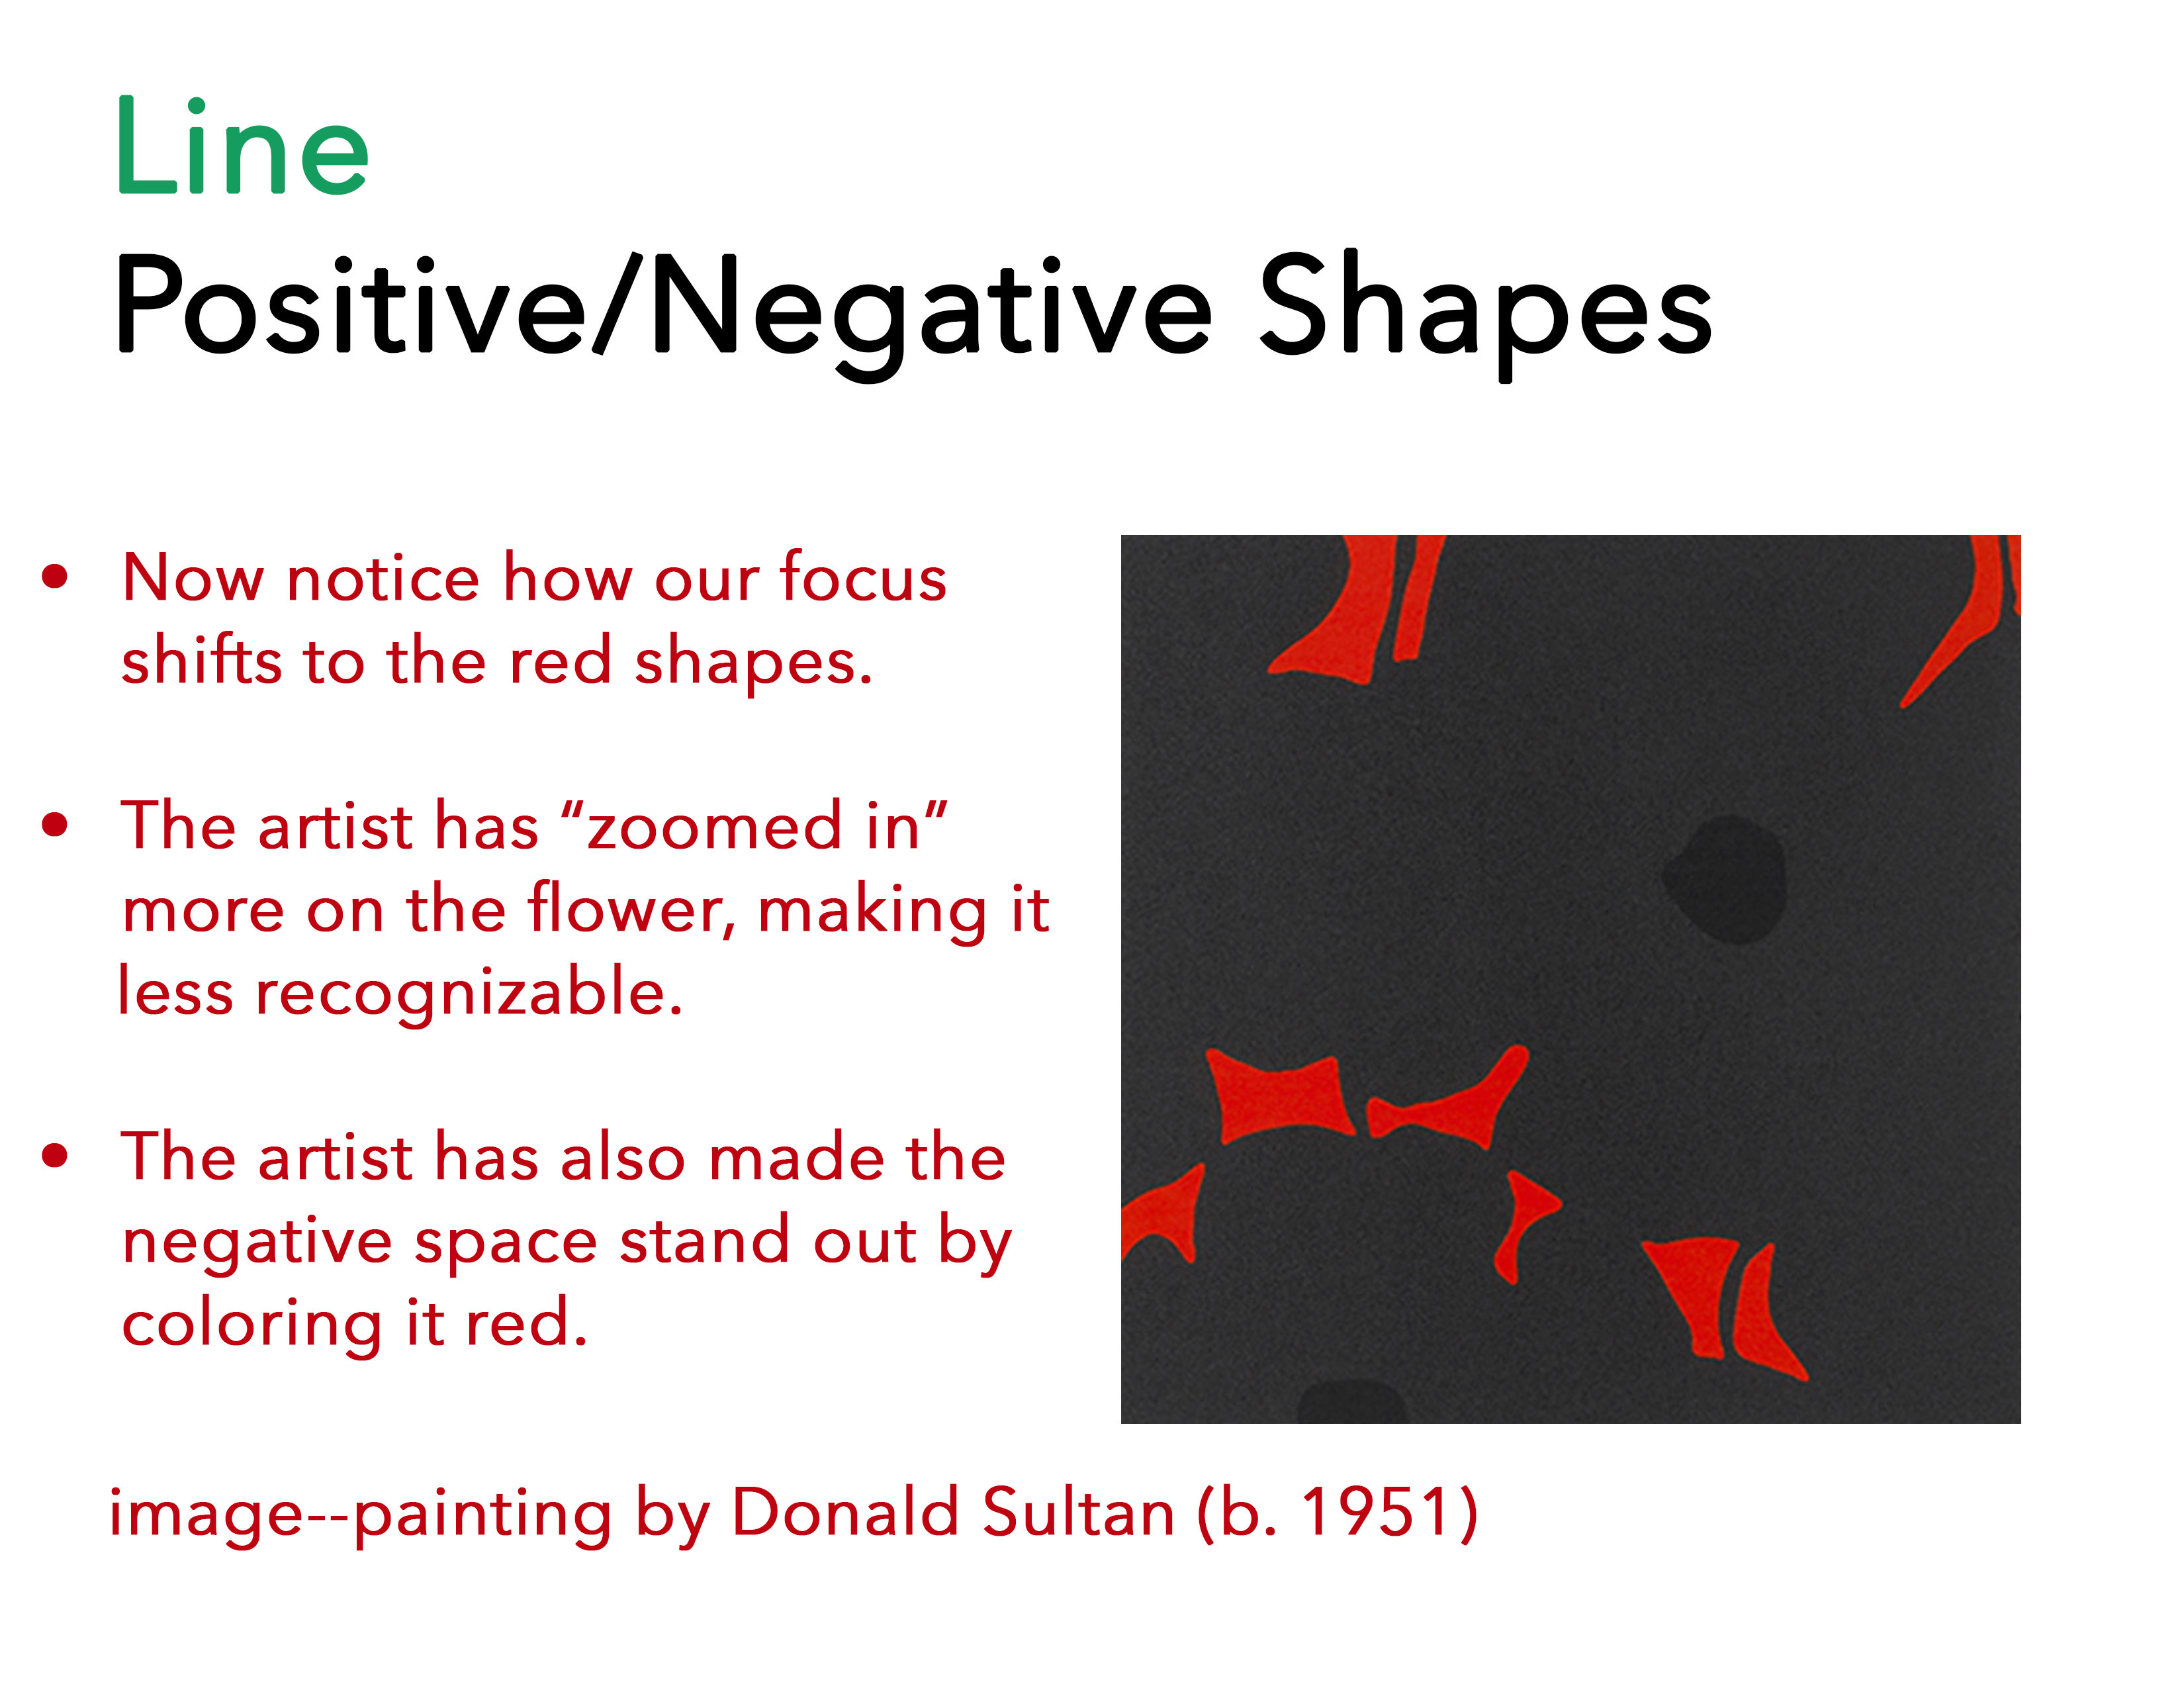 Line
Positive/Negative Shapes
• Now notice how our focus
shifts to the red shapes.
• The artist has “zoomed in”
more on the flower, making it
less recognizable.
• The artist has also made the
negative space stand out by
coloring it red.
image--painting by Donald Sultan (b. 1951)